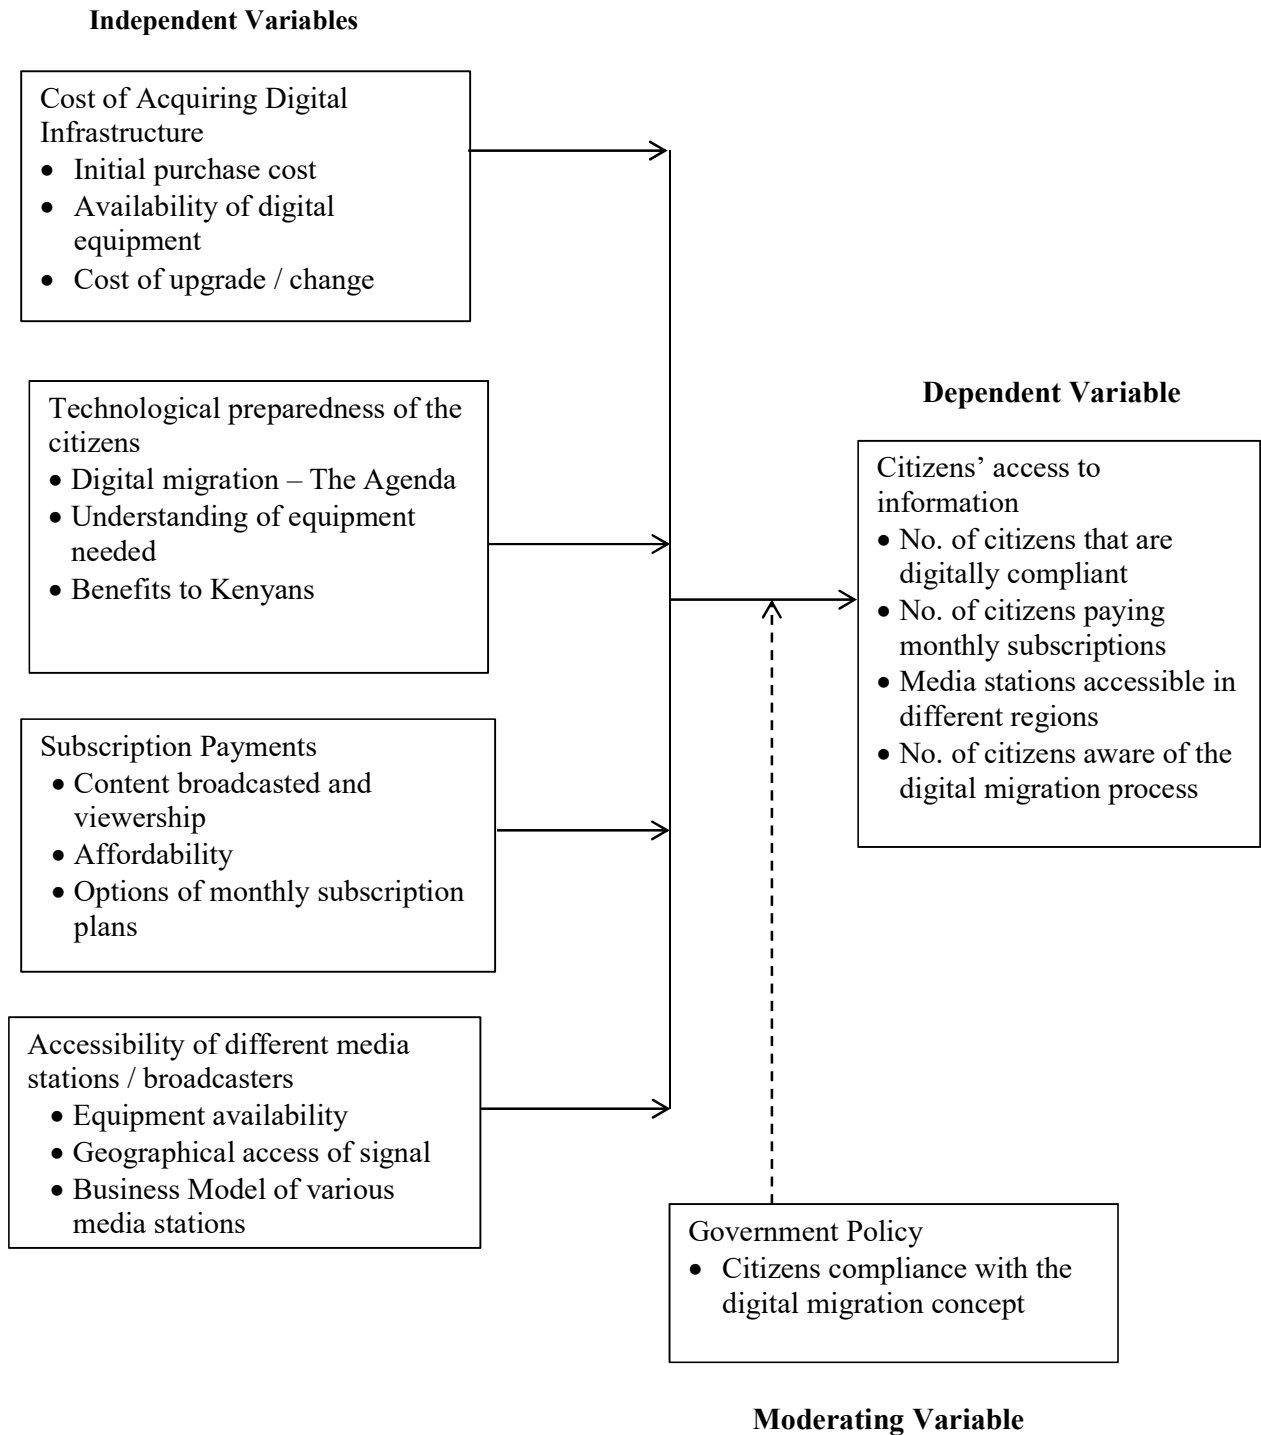 Independent Variables
Cost of Acquiring Digital
Infrastructure
• Initial purchase cost
• Availability of digital
equipment
• Cost of upgrade / change
Technological preparedness of the
citizens
• Digital migration – The Agenda
• Understanding of equipment
needed
• Benefits to Kenyans
Subscription Payments
• Content broadcasted and
viewership
• Affordability
• Options of monthly subscription
plans
Accessibility of different media
stations / broadcasters
• Equipment availability
• Geographical access of signal
• Business Model of various
media stations
Dependent Variable
Citizens’ access to
information
• No. of citizens that are
digitally compliant
• No. of citizens paying
monthly subscriptions
• Media stations accessible in
different regions
• No. of citizens aware of the
digital migration process
Government Policy
• Citizens compliance with the
digital migration concept
Moderating Variable